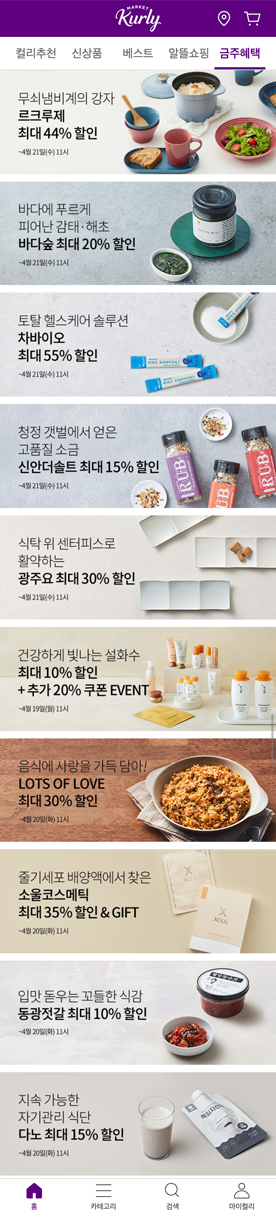 MARKET
Kurly
컬리추천 신상품 베스트 알뜰쇼핑 금주혜택
무쇠냄비계의 강자
르크루제
최대 44% 할인
~4월 21일(수) 11시
바다에 푸르게
피어난 감태·해초
바다숲 최대 20% 할인
~4월 21일(수) 11시
토탈 헬스케어 솔루션
차바이오
최대 55% 할인
~4월 21일(수) 11시
청정 갯벌에서 얻은
고품질 소금
신안더솔트 최대 15% 할인
~4월 21일(수) 11시
RUB
RUB
식탁 위 센터피스로
활약하는
광주요 최대 30% 할인
~4월 21일(수) 11시
건강하게 빛나는 설화수
최대 10% 할인
+ 추가 20% 쿠폰 EVENT
~4월 19일(월) 11시
음식에 사랑을 가득 담아!
LOTS OF LOVE
최대 30% 할인
~4월 20일(화) 11시
줄기세포 배양액에서 찾은
소울코스메틱
최대 35% 할인 & GIFT
~4월 20일(화) 11시
XOUL
입맛 돋우는 꼬들한 식감
동광젓갈 최대 10% 할인
~4월 20일(화) 11시
지속 가능한
자기관리 식단
다노 최대 15% 할인
~4월 20일(화) 11시
홈 카테고리 검색 마이컬리